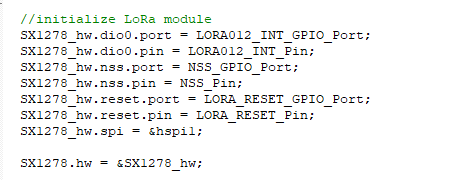 //initialize LoRa module
SX1278_hw.dio0.port = LORA012_INT_GPIO_Port;
SX1278_hw.dio0.pin = LORA012_INT_Pin;
SX1278_hw.nss.port = NSS_GPIO_Port;
SX1278_hw.nss.pin = NSS_Pin;
SX1278_hw.reset.port = LORA_RESET_GPIO_Port;
SX1278_hw.reset.pin = LORA_RESET_Pin;
SX1278_hw.spi = &hspi1;
SX1278.hw = &SX1278_hw;